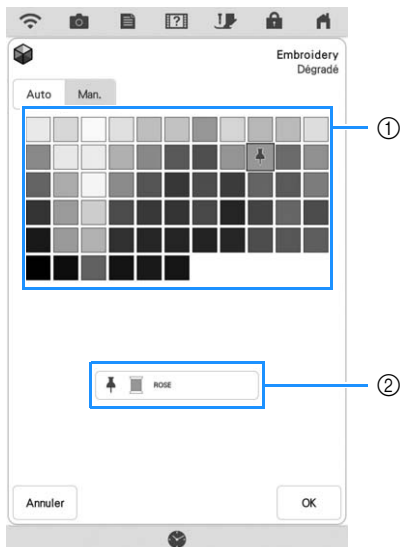 Embroidery
Dégradé
Auto Man.
①
ROSE
②
Annuler OK